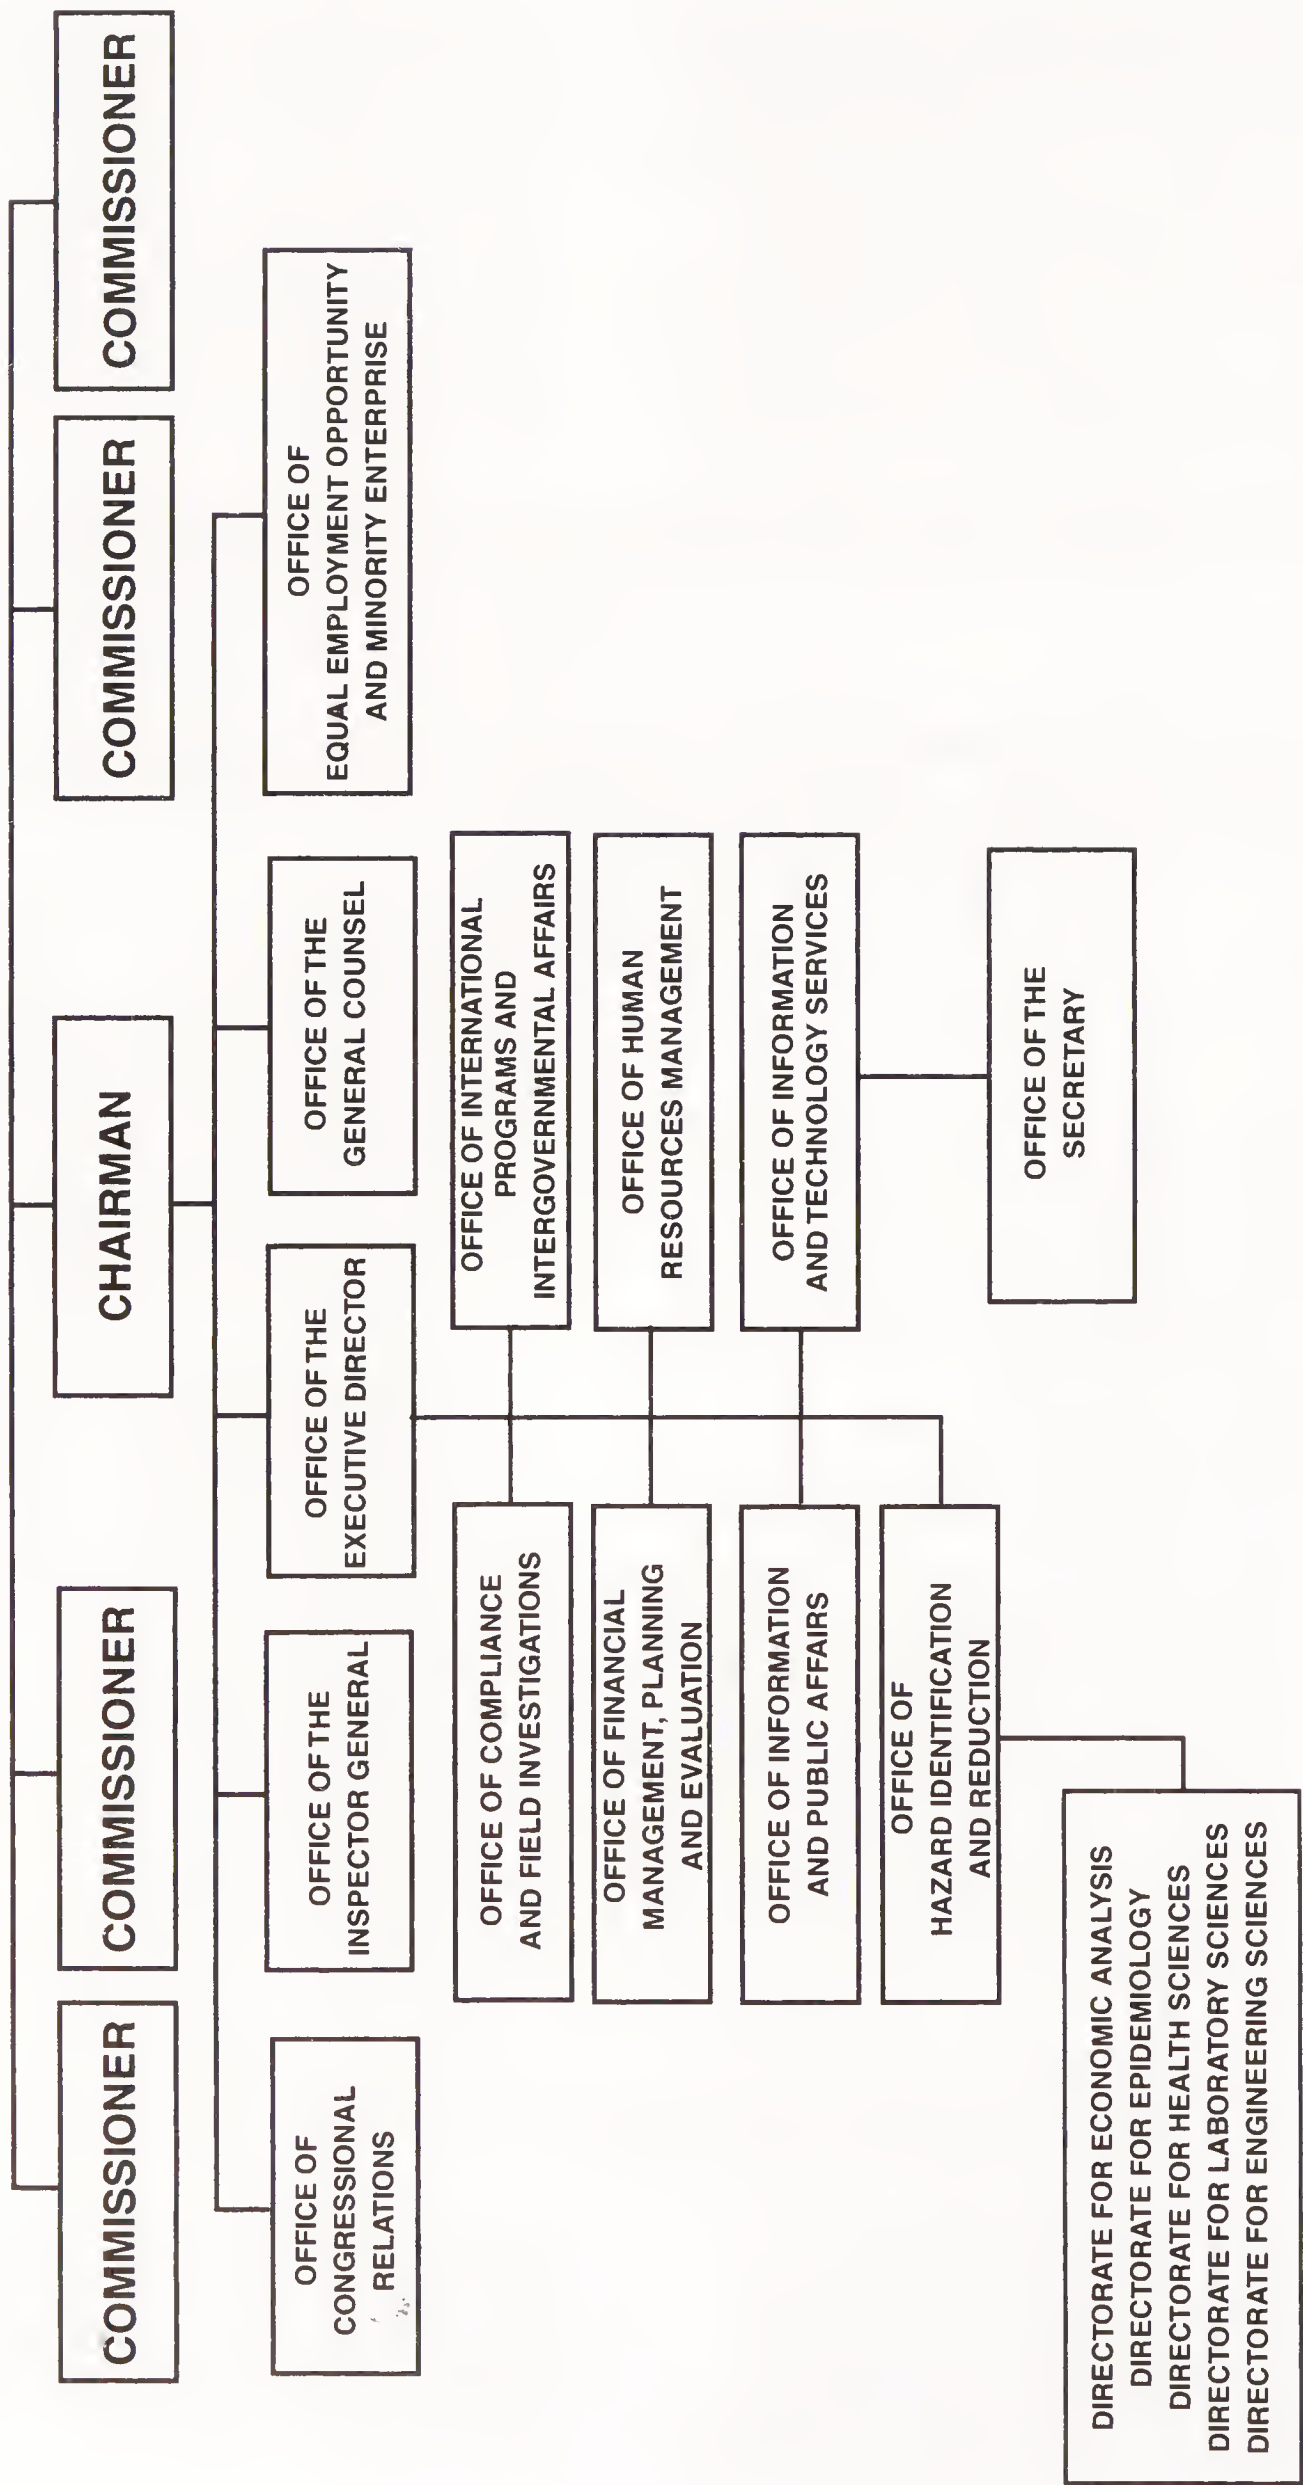 COMMISSIONER
COMMISSIONER
CHAIRMAN
COMMISSIONER
COMMISSIONER
OFFICE OF
CONGRESSIONAL
RELATIONS
OFFICE OF THE
INSPECTOR GENERAL
OFFICE OF THE
EXECUTIVE DIRECTOR
OFFICE OF THE
GENERAL COUNSEL
OFFICE OF
EQUAL EMPLOYMENT OPPORTUNITY
AND MINORITY ENTERPRISE
OFFICE OF COMPLIANCE
AND FIELD INVESTIGATIONS
OFFICE OF INTERNATIONAL
PROGRAMS AND
INTERGOVERNMENTAL AFFAIRS
OFFICE OF FINANCIAL
MANAGEMENT, PLANNING
AND EVALUATION
OFFICE OF HUMAN
RESOURCES MANAGEMENT
OFFICE OF INFORMATION
AND PUBLIC AFFAIRS
OFFICE OF INFORMATION
AND TECHNOLOGY SERVICES
OFFICE OF
HAZARD IDENTIFICATION
AND REDUCTION
OFFICE OF THE
SECRETARY
DIRECTORATE FOR ECONOMIC ANALYSIS
DIRECTORATE FOR EPIDEMIOLOGY
DIRECTORATE FOR HEALTH SCIENCES
DIRECTORATE FOR LABORATORY SCIENCES
DIRECTORATE FOR ENGINEERING SCIENCES